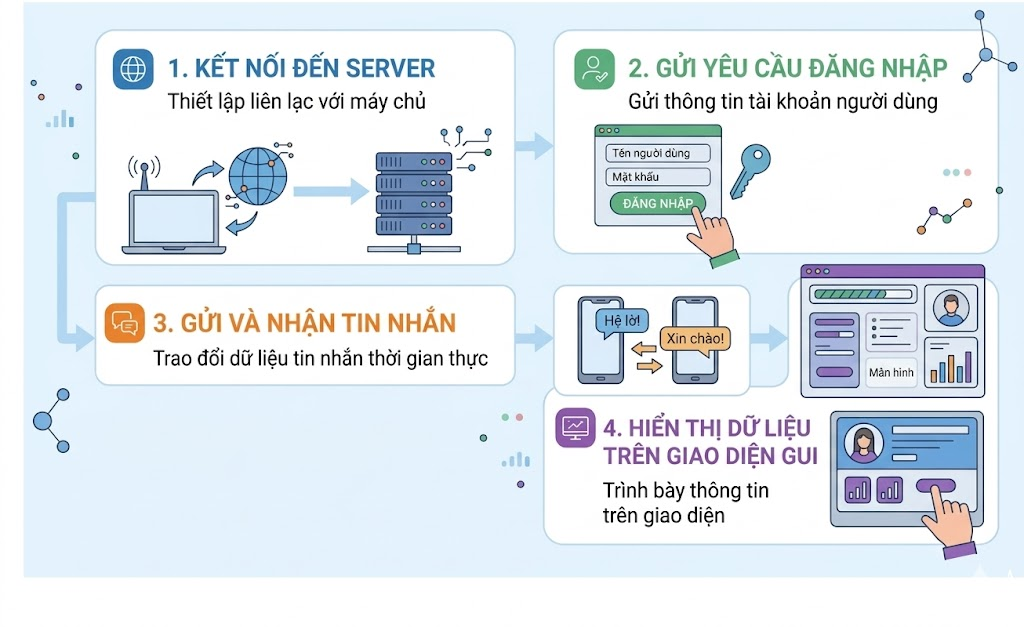 1. KẾT NỐI ĐẾN SERVER
Thiết lập liên lạc với máy chủ
2. GỬI YÊU CẦU ĐĂNG NHẬP
Gửi thông tin tài khoản người dùng
Tên nguời dùng
Mật khẩu
ĐĂNG NHẬP
3. GỬI VÀ NHẬN TIN NHẮN
Trao đổi dữ liệu tin nhắn thời gian thực
Hệ lờ!
Xin chào!
Màn hình
4. HIỂN THỊ DỮ LIỆU
TRÊN GIAO DIỆN GUI
Trình bày thông tin
trên giao diện